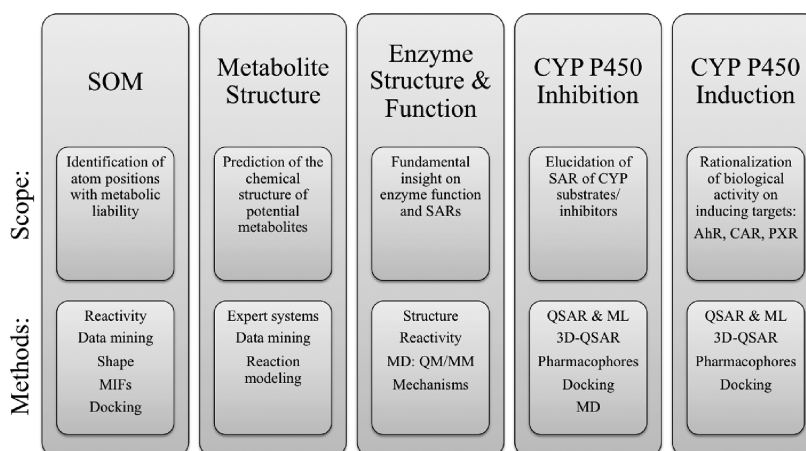 SOM
Metabolite
Structure
Enzyme
Structure &
Function
CYP P450
Inhibition
CYP P450
Induction
Scope:
Identification of
atom positions
with metabolic
liability
Prediction of the
chemical
structure of
potential
metabolites
Fundamental
insight on
enzyme function
and SARs
Elucidation of
SAR of CYP
substrates/
inhibitors
Rationalization
of biological
activity on
inducing targets:
AhR, CAR, PXR
Methods:
Reactivity
Data mining
Shape
MIFs
Docking
Expert systems
Data mining
Reaction
modeling
Structure
Reactivity
MD: QM/MM
Mechanisms
QSAR & ML
3D-QSAR
Pharmacophores
Docking
MD
QSAR & ML
3D-QSAR
Pharmacophores
Docking